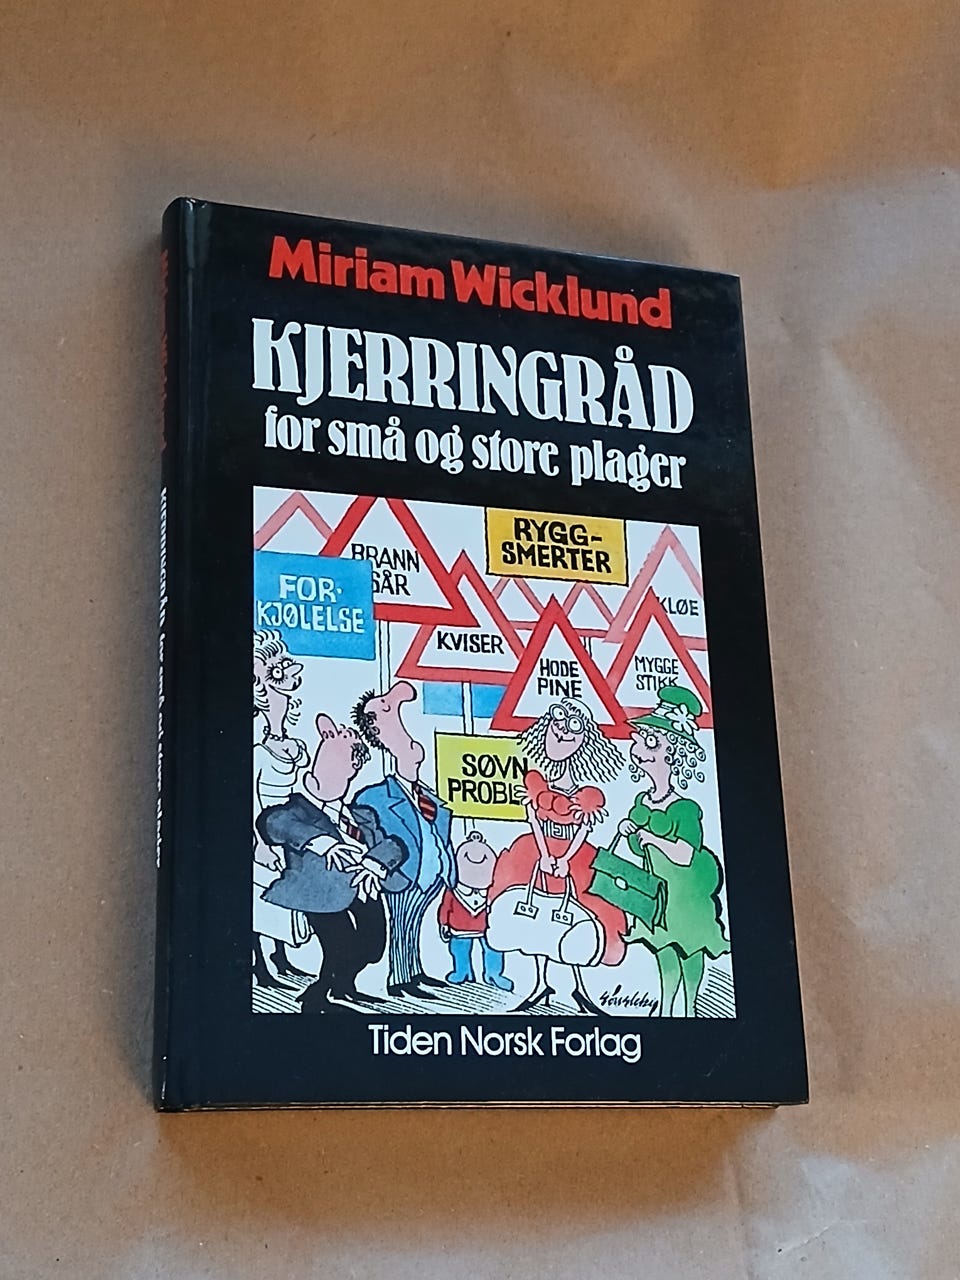 Miriam Wicklund
KJERRINGRÅD
for små og store plager
RYGG-
SMERTER
BRANN
SÅR
FOR-
KJØLELSE
KVISER
KLØE
HODE
PINE
MYGGE
STIKK
SØVN
PROBLE
Tiden Norsk Forlag